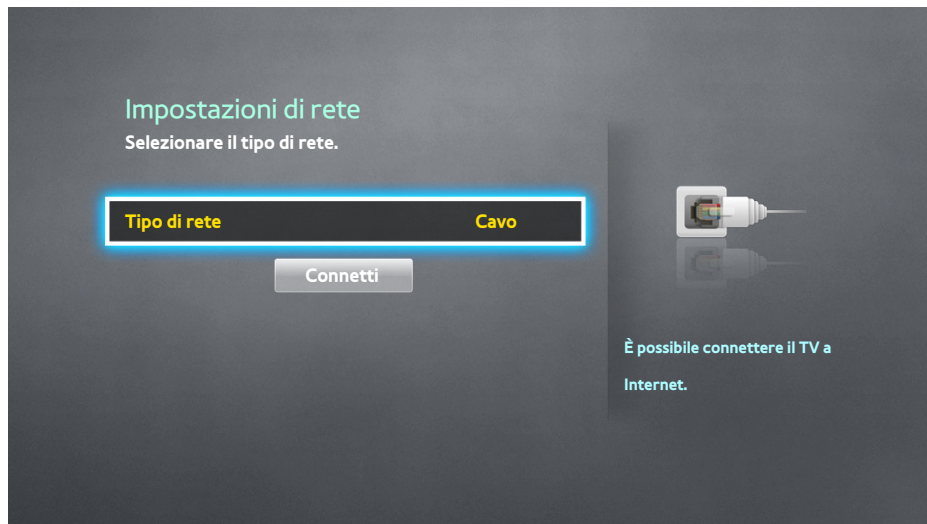 Impostazioni di rete
Selezionare il tipo di rete.
Tipo di rete Cavo
Connetti
È possibile connettere il TV a
Internet.